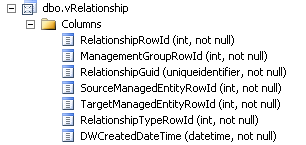 dbo.vRelationship
Columns
RelationshipRowId (int, not null)
ManagementGroupRowId (int, not null)
RelationshipGuid (uniqueidentifier, not null)
SourceManagedEntityRowId (int, not null)
TargetManagedEntityRowId (int, not null)
RelationshipTypeRowId (int, not null)
DWCreatedDateTime (datetime, not null)